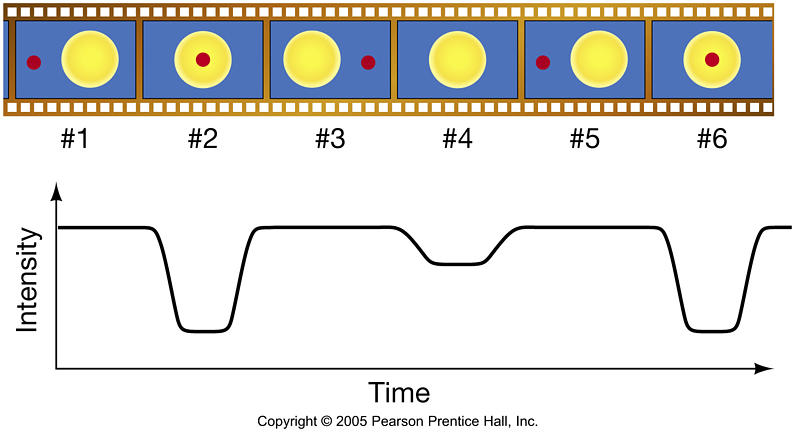 #1 #2 #3 #4 #5 #6
Intensity
Time
Copyright © 2005 Pearson Prentice Hall, Inc.